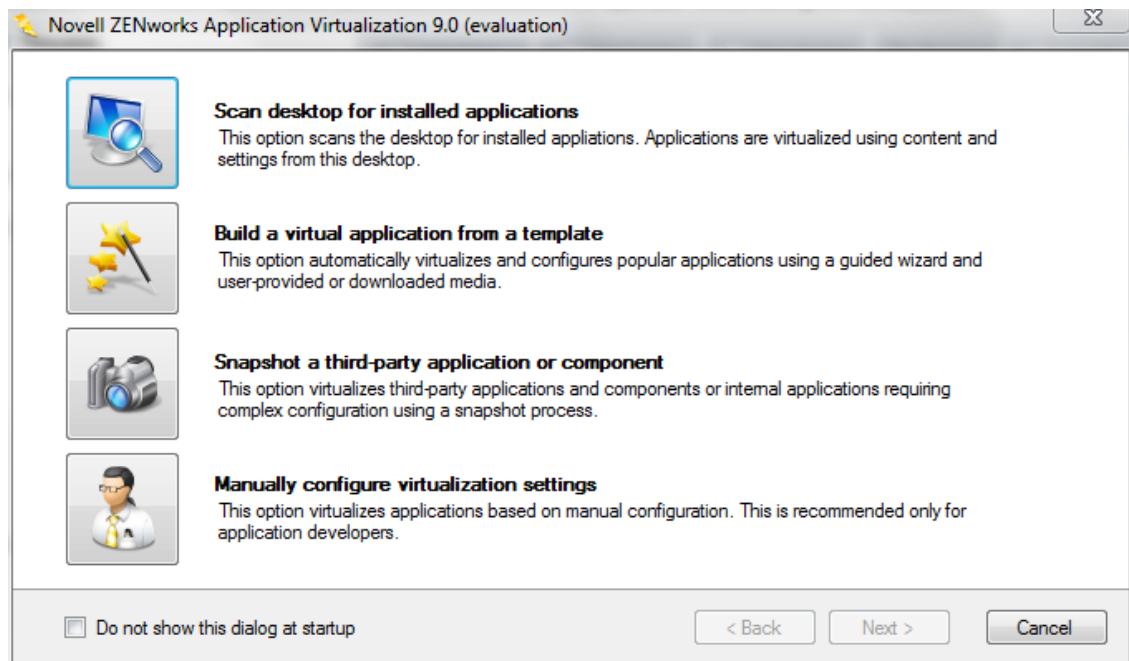 Novell ZENworks Application Virtualization 9.0 (evaluation)
Scan desktop for installed applications
This option scans the desktop for installed appliations. Applications are virtualized using content and
settings from this desktop.
Build a virtual application from a template
This option automatically virtualizes and configures popular applications using a guided wizard and
user-provided or downloaded media.
Snapshot a third-party application or component
This option virtualizes third-party applications and components or internal applications requiring
complex configuration using a snapshot process.
Manually configure virtualization settings
This option virtualizes applications based on manual configuration. This is recommended only for
application developers.
Do not show this dialog at startup
< Back
Next >
Cancel